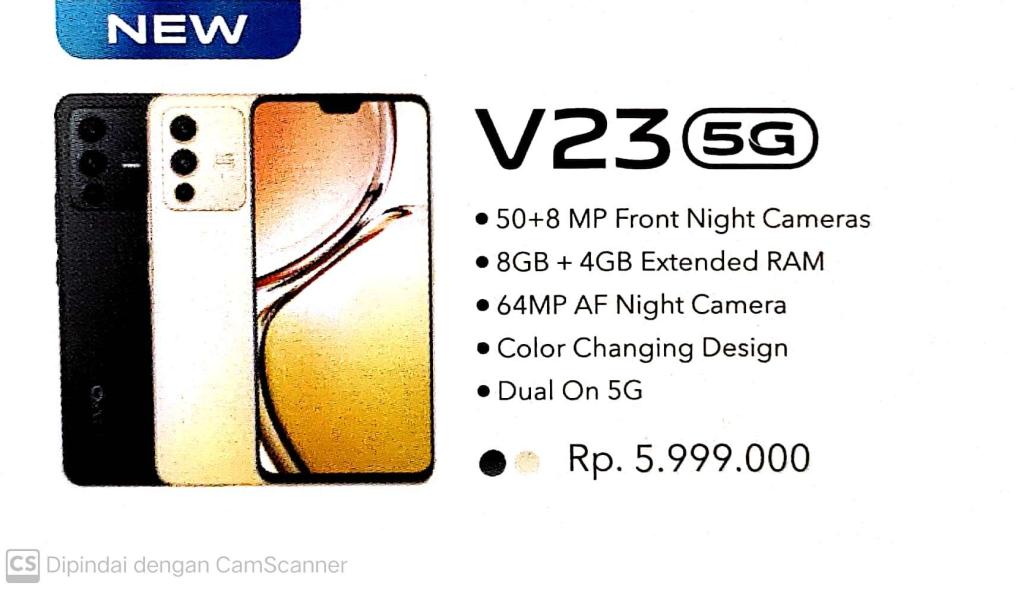 NEW
V23 5G
• 50+8 MP Front Night Cameras
• 8GB + 4GB Extended RAM
• 64MP AF Night Camera
• Color Changing Design
• Dual On 5G
Rp. 5.999.000
vivo
CS Dipindai dengan CamScanner